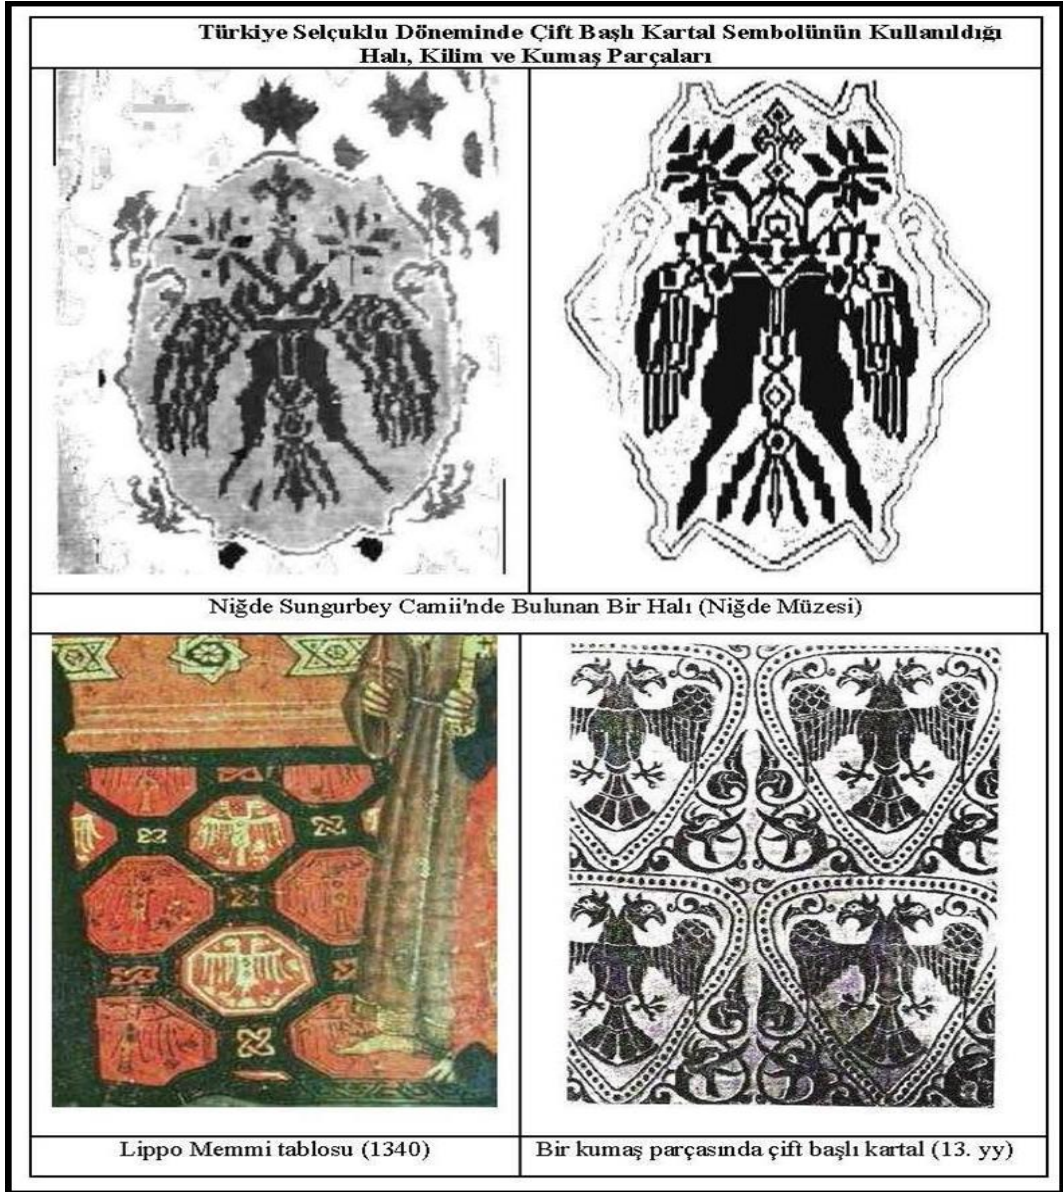 Türkiye Selçuklu Döneminde Çift Başlı Kartal Sembolünün Kullanıldığı
Halı, Kilim ve Kumaş Parçaları
Niğde Sungurbey Camii'nde Bulunan Bir Halı (Niğde Müzesi)
Lippo Memmi tablosu (1340)
Bir kumaş parçasında çift başlı kartal (13. yy)